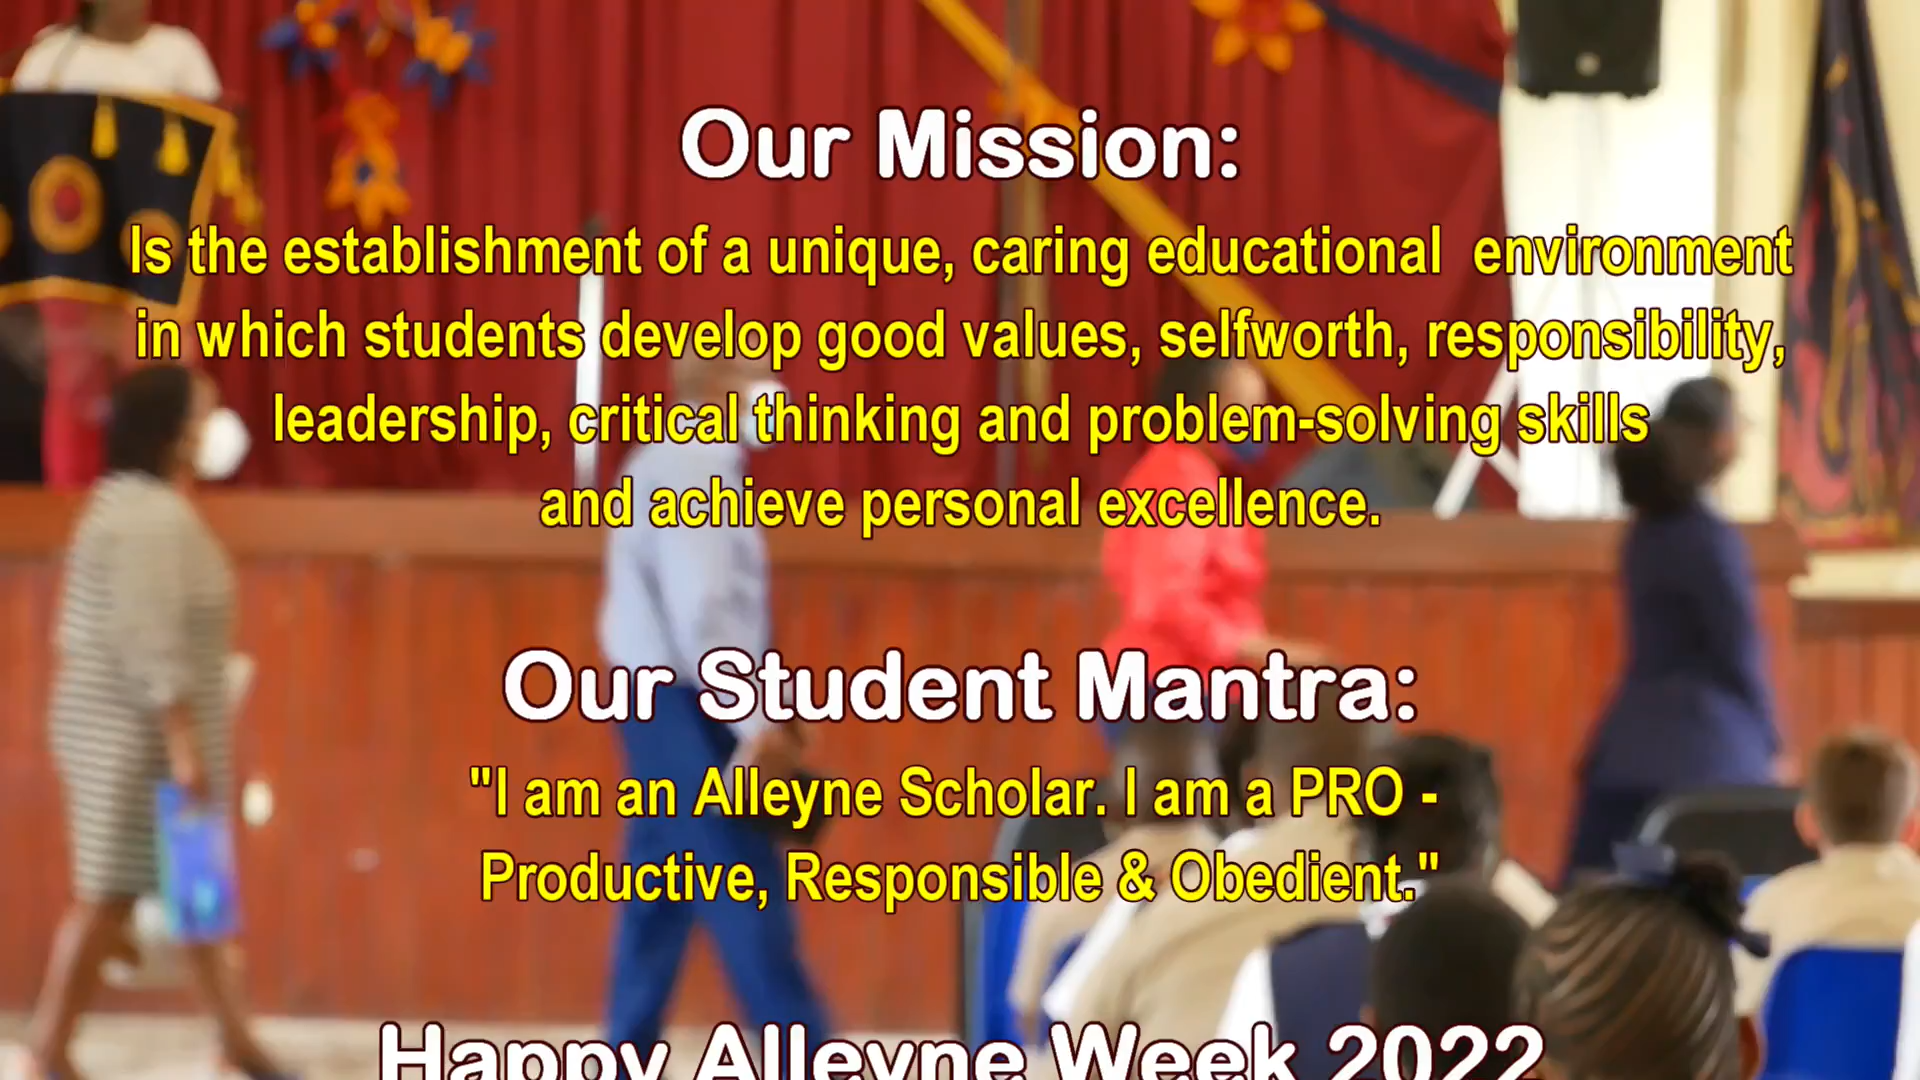 Our Mission:
Is the establishment of a unique, caring educational  environment
in which students develop good values, selfworth, responsibility,
leadership, critical thinking and problem-solving skills
and achieve personal excellence.
Our Student Mantra:
"I am an Alleyne Scholar. I am a PRO -
Productive, Responsible & Obedient."
Happy Alleyne Week 2022